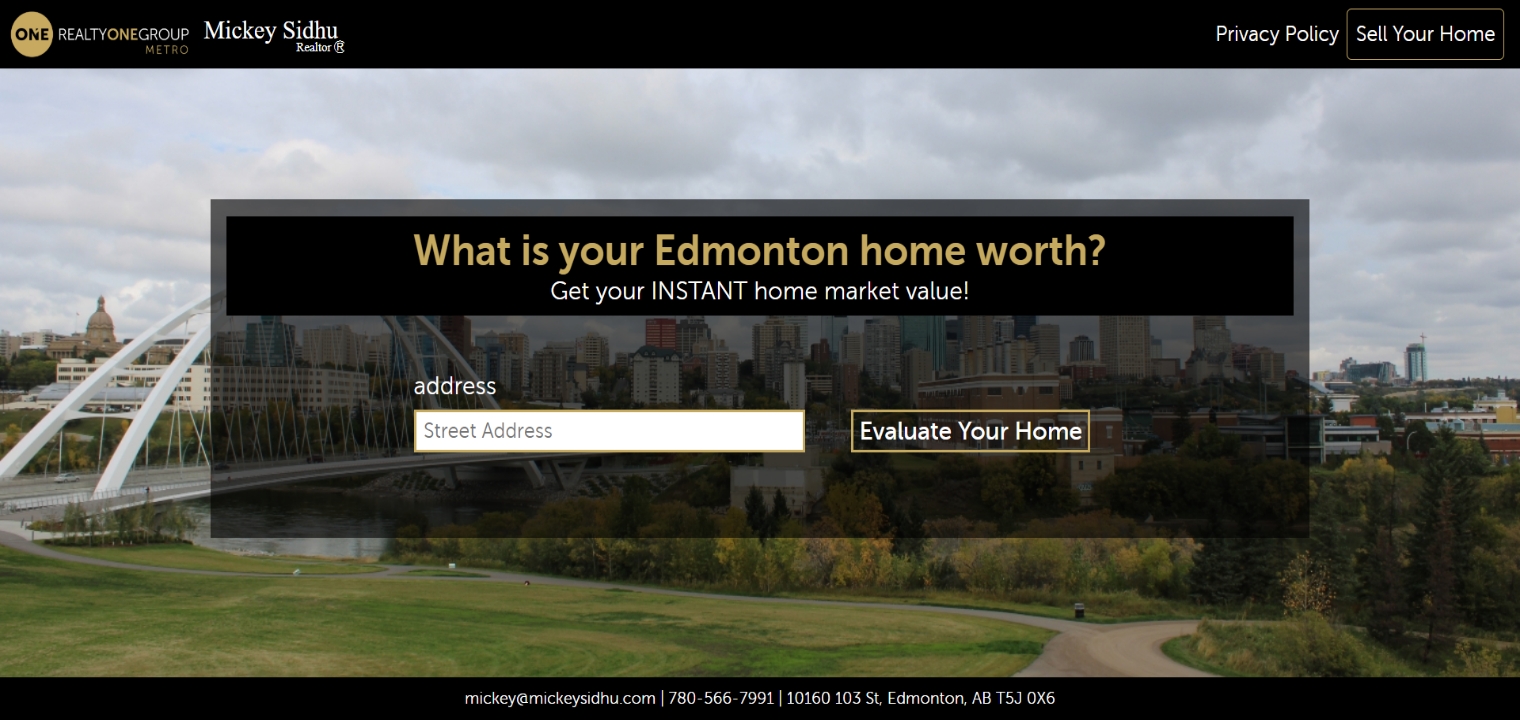 ONE REALTYONEGROUP
METRO
Mickey Sidhu
Realtor®
Privacy Policy
Sell Your Home
What is your Edmonton home worth?
Get your INSTANT home market value!
address
Street Address
Evaluate Your Home
mickey@mickeysidhu.com | 780-566-7991 | 10160 103 St, Edmonton, AB T5J 0X6